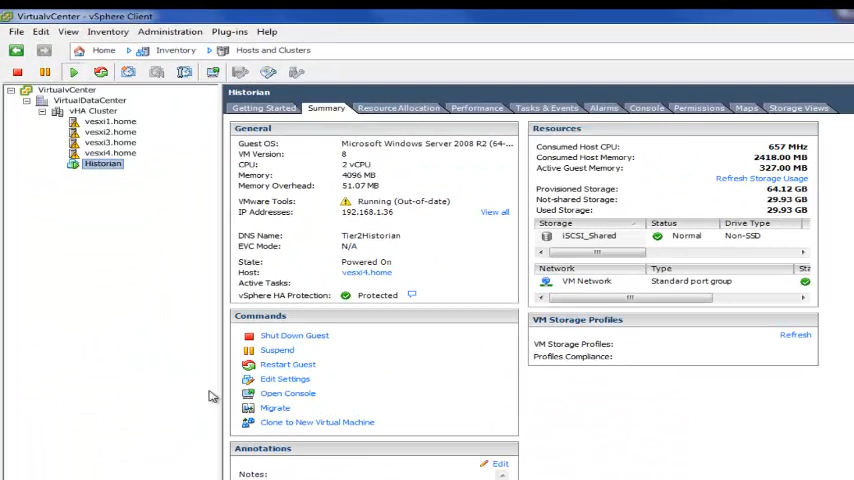 VirtualvCenter - vSphere Client
File Edit View Inventory Administration Plug-ins Help
Home Inventory Hosts and Clusters
VirtualvCenter
VirtualDataCenter
vHA Cluster
vesxi1.home
vesxi2.home
vesxi3.home
vesxi4.home
Historian
Historian
Getting Started Summary Resource Allocation Performance Tasks & Events Alarms Console Permissions Maps Storage Views
General
Guest OS: Microsoft Windows Server 2008 R2 (64-...
VM Version: 8
CPU: 2 vCPU
Memory: 4096 MB
Memory Overhead: 51.07 MB
VMware Tools: Running (Out-of-date)
IP Addresses: 192.168.1.36 View all
DNS Name: Tier2Historian
EVC Mode: N/A
State: Powered On
Host: vesxi4.home
Active Tasks:
vSphere HA Protection: Protected
Commands
Shut Down Guest
Suspend
Restart Guest
Edit Settings
Open Console
Migrate
Clone to New Virtual Machine
Annotations
Edit
Notes:
Resources
Consumed Host CPU: 657 MHz
Consumed Host Memory: 2418.00 MB
Active Guest Memory: 327.00 MB
Refresh Storage Usage
Provisioned Storage: 64.12 GB
Not-shared Storage: 29.93 GB
Used Storage: 29.93 GB
Storage Status Drive Type
iSCSI_Shared Normal Non-SSD
Network Type Sta
VM Network Standard port group
VM Storage Profiles
Refresh
VM Storage Profiles:
Profiles Compliance: